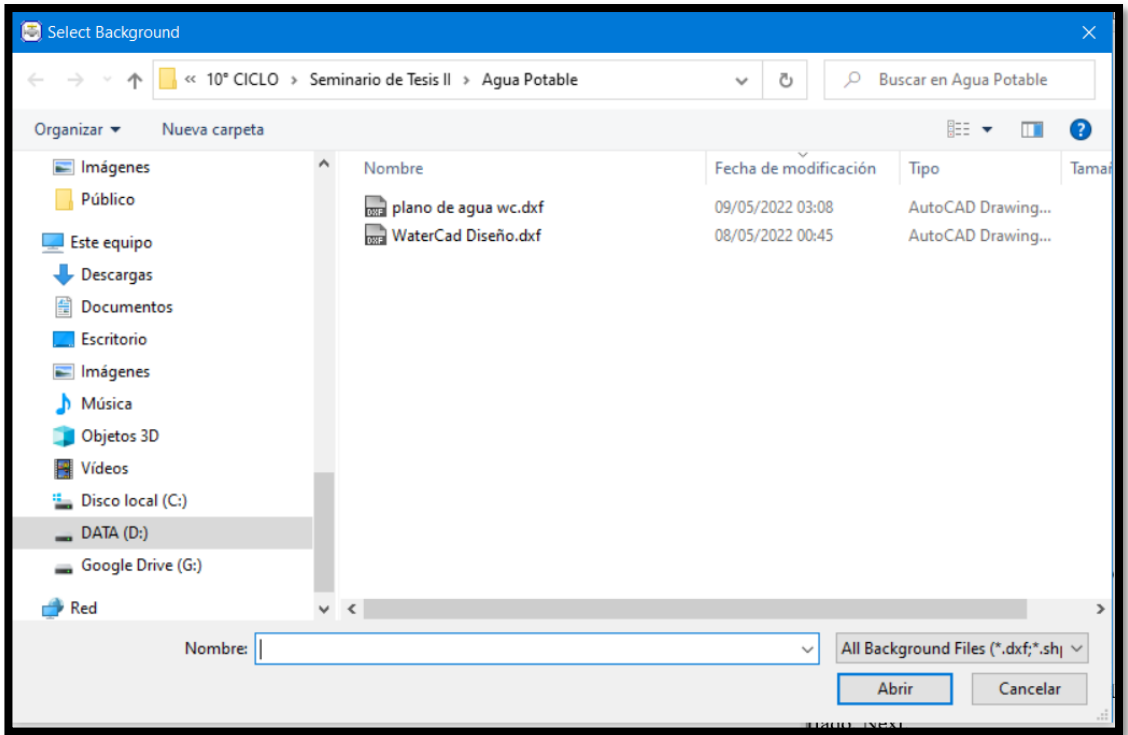 Select Background
« 10° CICLO > Seminario de Tesis II > Agua Potable
Buscar en Agua Potable
Organizar
Nueva carpeta
Imágenes
Público
Este equipo
Descargas
Documentos
Escritorio
Imágenes
Música
Objetos 3D
Vídeos
Disco local (C:)
DATA (D:)
Google Drive (G:)
Red
Nombre Fecha de modificación Tipo Tamañ
plano de agua wc.dxf 09/05/2022 03:08 AutoCAD Drawing...
WaterCad Diseño.dxf 08/05/2022 00:45 AutoCAD Drawing...
Nombre:
All Background Files (*.dxf;*.shp
Abrir
Cancelar